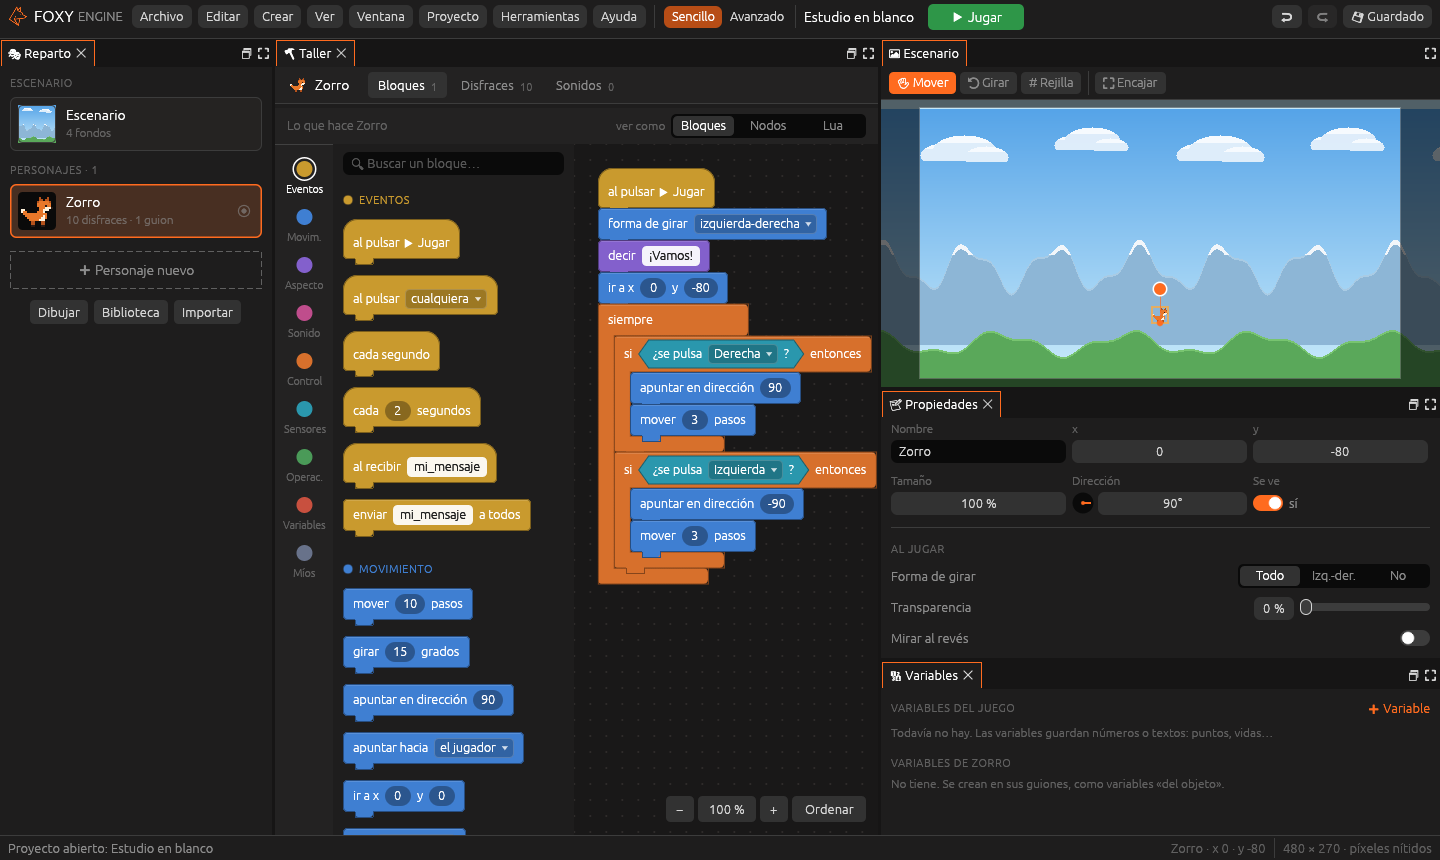 FOXY ENGINE Archivo Editar Crear Ver Ventana Proyecto Herramientas Ayuda Sencillo Avanzado Estudio en blanco Jugar Guardado
Reparto
ESCENARIO
Escenario
4 fondos
PERSONAJES · 1
Zorro
10 disfraces · 1 guion
+ Personaje nuevo
Dibujar Biblioteca Importar
Taller
Zorro Bloques 1 Disfraces 10 Sonidos 0
Lo que hace Zorro ver como Bloques Nodos Lua
Eventos
Movim.
Aspecto
Sonido
Control
Sensores
Operac.
Variables
Míos
Buscar un bloque…
EVENTOS
al pulsar Jugar
al pulsar cualquiera
cada segundo
cada 2 segundos
al recibir mi_mensaje
enviar mi_mensaje a todos
MOVIMIENTO
mover 10 pasos
girar 15 grados
apuntar en dirección 90
apuntar hacia el jugador
ir a x 0 y 0
al pulsar Jugar
forma de girar izquierda-derecha
decir ¡Vamos!
ir a x 0 y -80
siempre
si ¿se pulsa Derecha ? entonces
apuntar en dirección 90
mover 3 pasos
si ¿se pulsa Izquierda ? entonces
apuntar en dirección -90
mover 3 pasos
− 100 % + Ordenar
Escenario
Mover Girar # Rejilla Encajar
Propiedades
Nombre x y
Zorro 0 -80
Tamaño Dirección Se ve
100 % 90° sí
AL JUGAR
Forma de girar Todo Izq.-der. No
Transparencia 0 %
Mirar al revés
Variables
VARIABLES DEL JUEGO + Variable
Todavía no hay. Las variables guardan números o textos: puntos, vidas…
VARIABLES DE ZORRO
No tiene. Se crean en sus guiones, como variables «del objeto».
Proyecto abierto: Estudio en blanco Zorro · x 0 · y -80 480 × 270 · píxeles nítidos